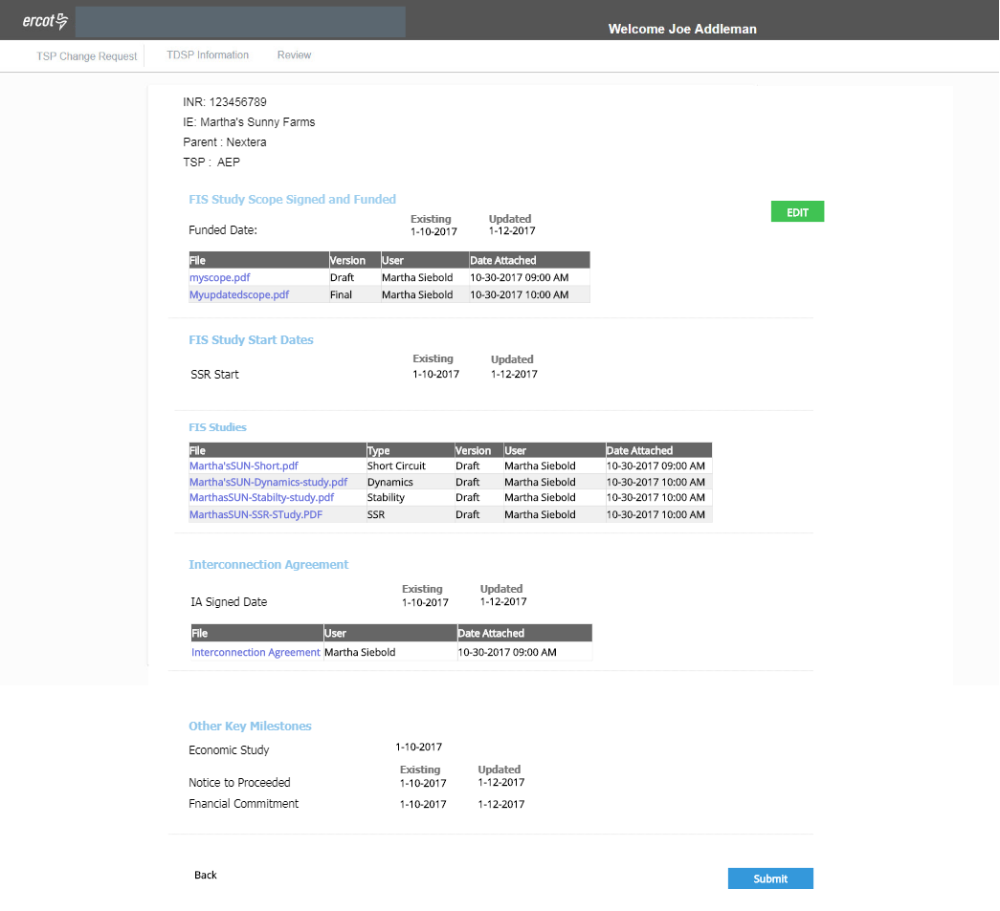 ercot
Welcome Joe Addleman
TSP Change Request TDSP Information Review
INR: 123456789
IE: Martha's Sunny Farms
Parent : Nextera
TSP : AEP
FIS Study Scope Signed and Funded
EDIT
Existing Updated
Funded Date: 1-10-2017 1-12-2017
File Version User Date Attached
myscope.pdf Draft Martha Siebold 10-30-2017 09:00 AM
Myupdatedscope.pdf Final Martha Siebold 10-30-2017 10:00 AM
FIS Study Start Dates
Existing Updated
SSR Start 1-10-2017 1-12-2017
FIS Studies
File Type Version User Date Attached
Martha'sSUN-Short.pdf Short Circuit Draft Martha Siebold 10-30-2017 09:00 AM
Martha'sSUN-Dynamics-study.pdf Dynamics Draft Martha Siebold 10-30-2017 10:00 AM
MarthasSUN-Stabilty-study.pdf Stability Draft Martha Siebold 10-30-2017 10:00 AM
MarthasSUN-SSR-STudy.PDF SSR Draft Martha Siebold 10-30-2017 10:00 AM
Interconnection Agreement
Existing Updated
IA Signed Date 1-10-2017 1-12-2017
File User Date Attached
Interconnection Agreement Martha Siebold 10-30-2017 09:00 AM
Other Key Milestones
Economic Study 1-10-2017
Existing Updated
Notice to Proceeded 1-10-2017 1-12-2017
Fnancial Commitment 1-10-2017 1-12-2017
Back Submit